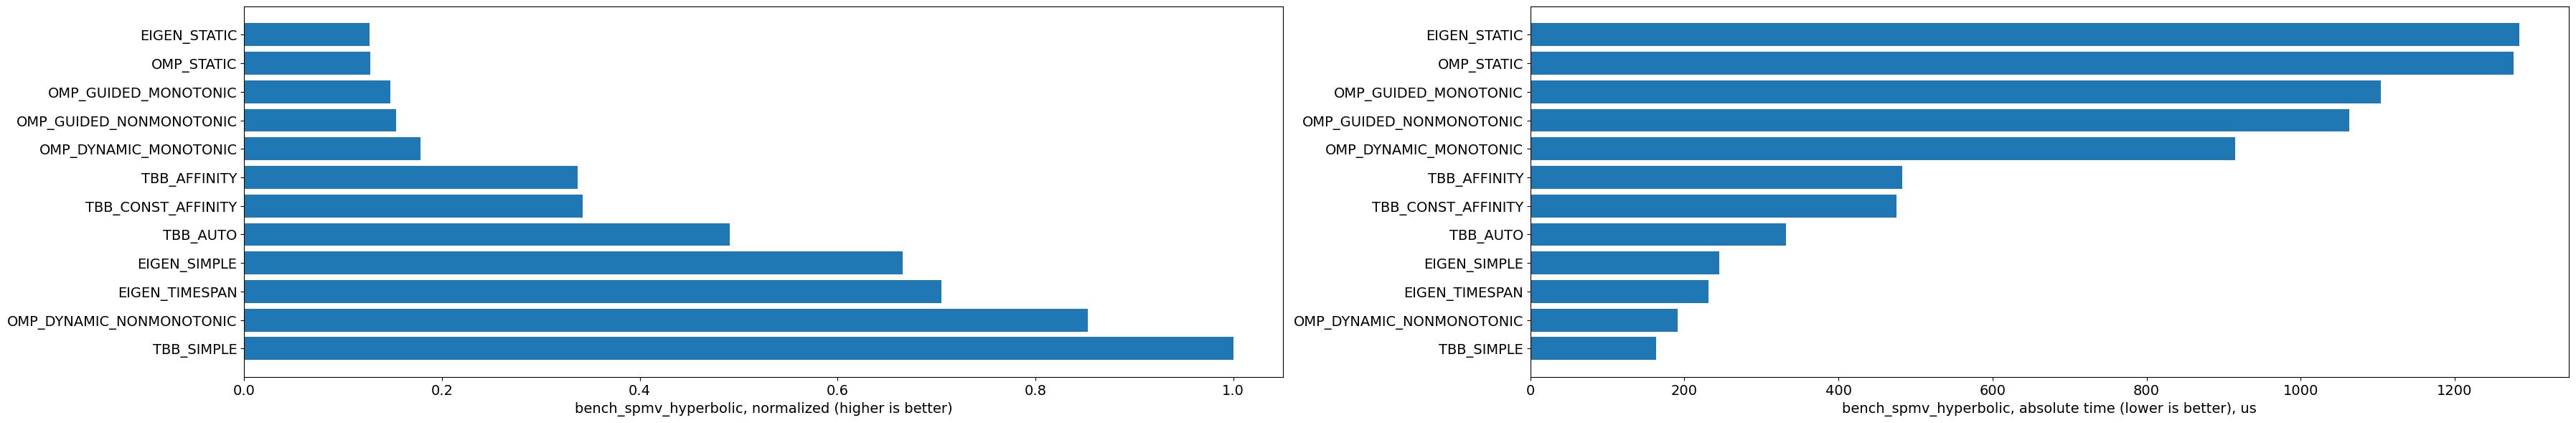 EIGEN_STATIC
OMP_STATIC
OMP_GUIDED_MONOTONIC
OMP_GUIDED_NONMONOTONIC
OMP_DYNAMIC_MONOTONIC
TBB_AFFINITY
TBB_CONST_AFFINITY
TBB_AUTO
EIGEN_SIMPLE
EIGEN_TIMESPAN
OMP_DYNAMIC_NONMONOTONIC
TBB_SIMPLE
0.0 0.2 0.4 0.6 0.8 1.0
bench_spmv_hyperbolic, normalized (higher is better)
EIGEN_STATIC
OMP_STATIC
OMP_GUIDED_MONOTONIC
OMP_GUIDED_NONMONOTONIC
OMP_DYNAMIC_MONOTONIC
TBB_AFFINITY
TBB_CONST_AFFINITY
TBB_AUTO
EIGEN_SIMPLE
EIGEN_TIMESPAN
OMP_DYNAMIC_NONMONOTONIC
TBB_SIMPLE
0 200 400 600 800 1000 1200
bench_spmv_hyperbolic, absolute time (lower is better), us